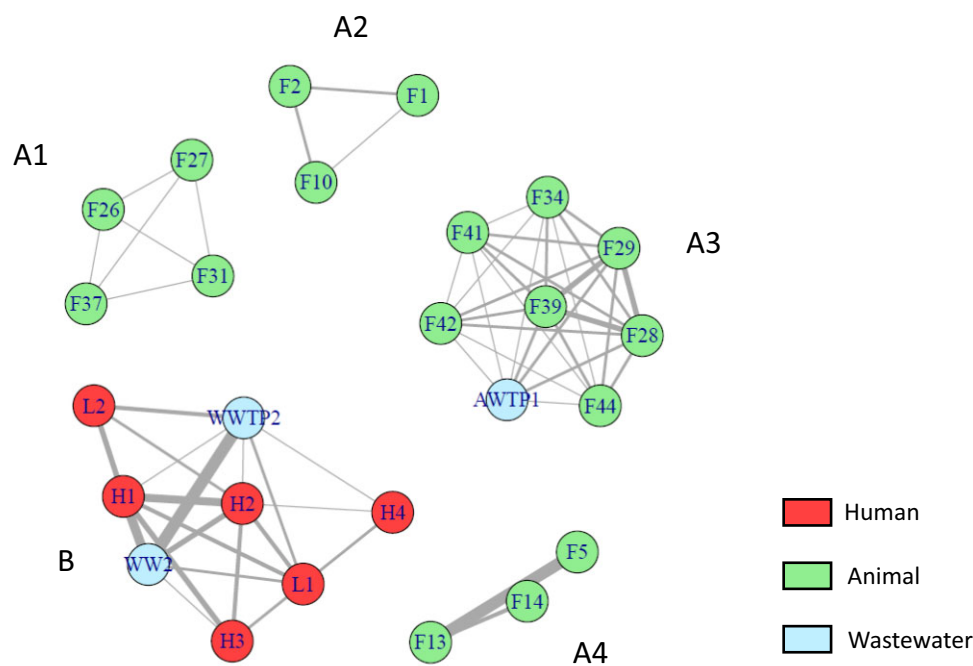 A2
F2
F1
F10
A1
F27
F26
F31
F37
A3
F34
F41
F29
F39
F42
F28
AWTP1
F44
L2
WWTP2
H1
H2
H4
B
WW2
L1
H3
F5
F14
F13
A4
Human
Animal
Wastewater